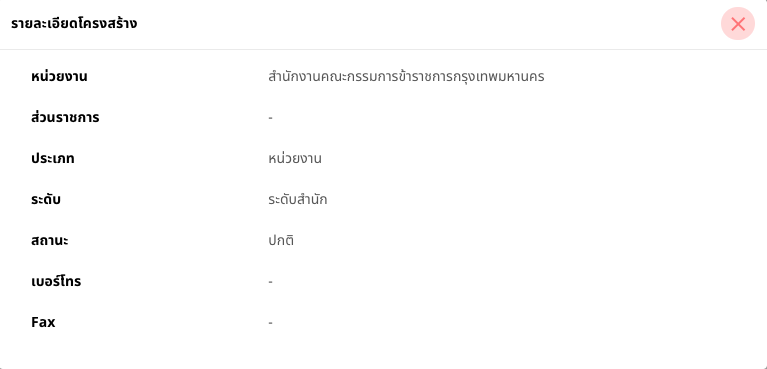 รายละเอียดโครงสร้าง
หน่วยงาน สำนักงานคณะกรรมการข้าราชการกรุงเทพมหานคร
ส่วนราชการ -
ประเภท หน่วยงาน
ระดับ ระดับสำนัก
สถานะ ปกติ
เบอร์โทร -
Fax -